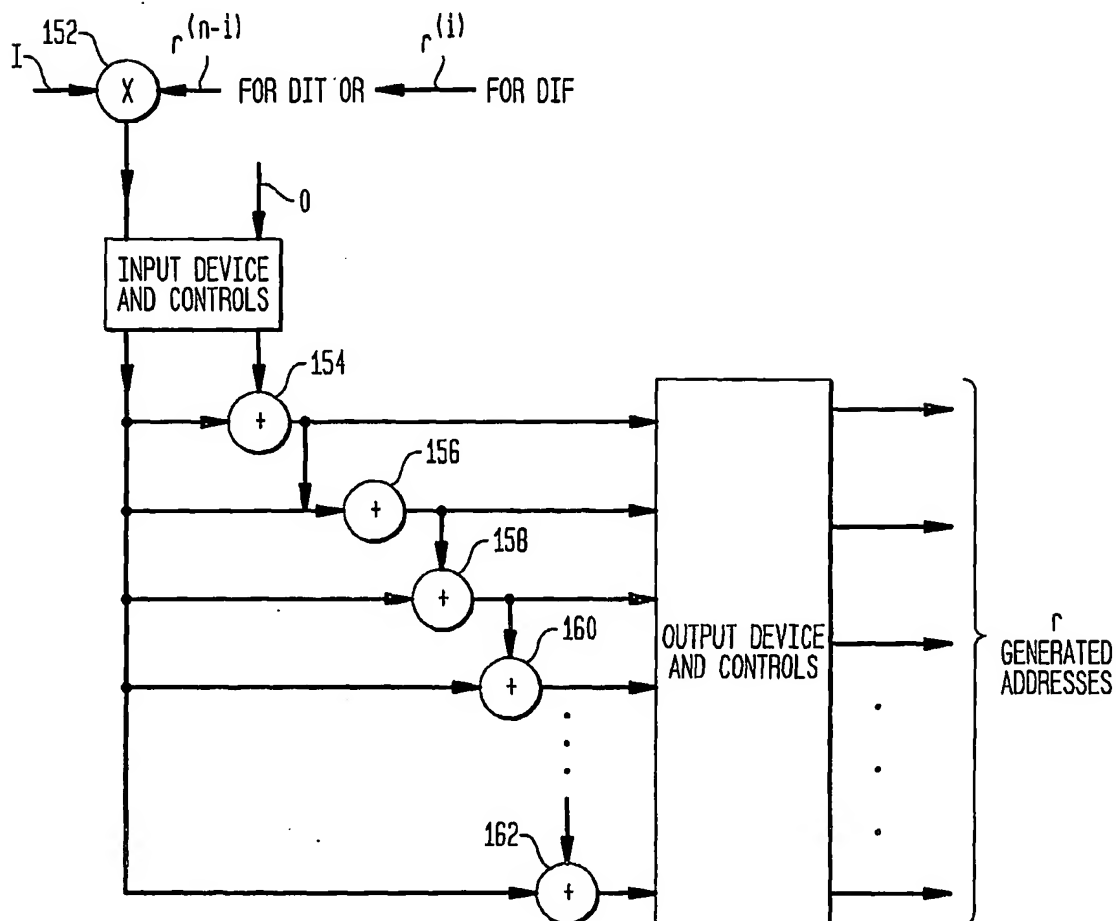 152
I
r(n-i)
FOR DIT OR
r(i)
FOR DIF
X
0
INPUT DEVICE
AND CONTROLS
154
+
156
+
158
+
160
+
OUTPUT DEVICE
AND CONTROLS
r
GENERATED
ADDRESSES
162
+